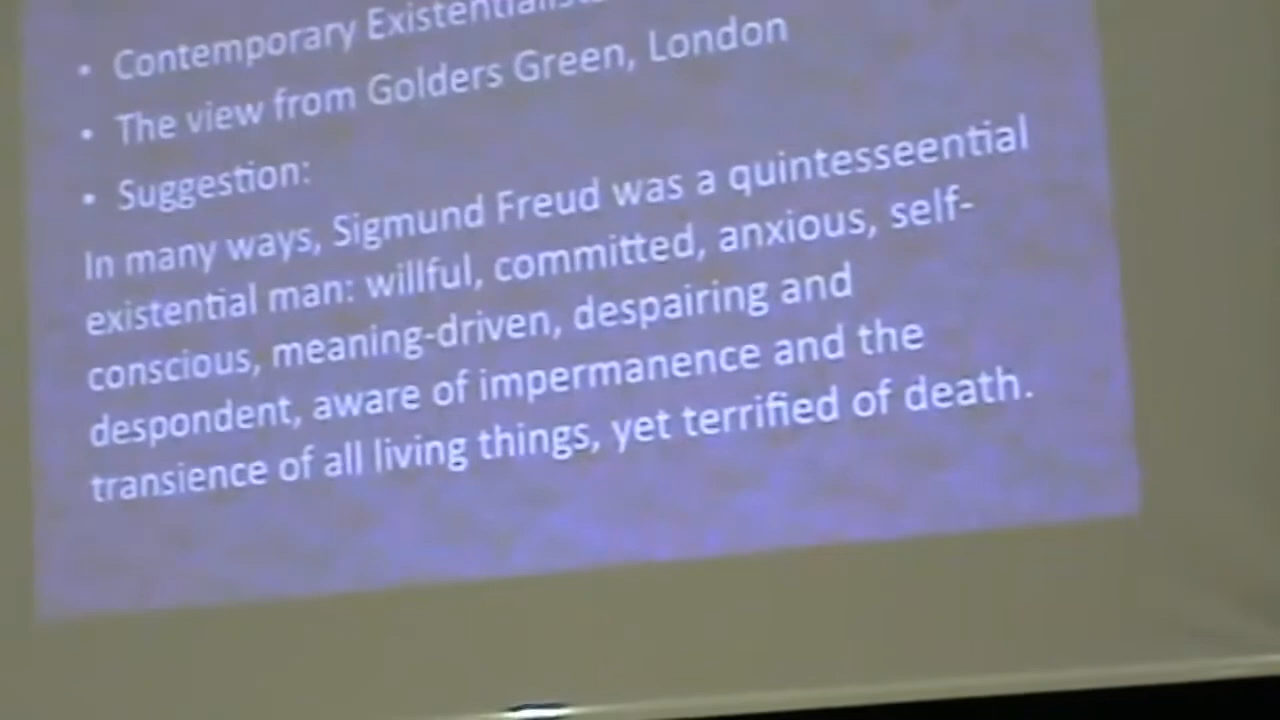 • Contemporary
• The view from Golders Green, London
• Suggestion:
In many ways, Sigmund Freud was a quintesseential
existential man: willful, committed, anxious, self-
conscious, meaning-driven, despairing and
despondent, aware of impermanence and the
transience of all living things, yet terrified of death.